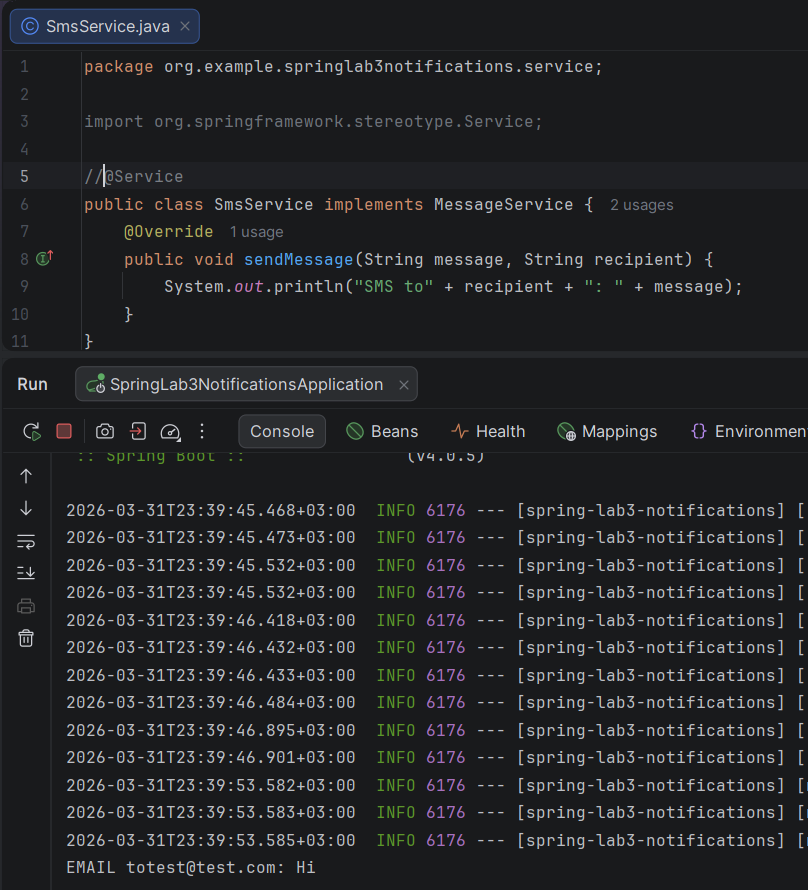 SmsService.java
1 package org.example.springlab3notifications.service;
2
3 import org.springframework.stereotype.Service;
4
5 //@Service
6 public class SmsService implements MessageService { 2 usages
7 @Override 1 usage
8 public void sendMessage(String message, String recipient) {
9 System.out.println("SMS to" + recipient + ": " + message);
10 }
11 }
Run SpringLab3NotificationsApplication
Console Beans Health Mappings Environmen
:: Spring Boot :: (v4.0.5)
2026-03-31T23:39:45.468+03:00 INFO 6176 --- [spring-lab3-notifications] [
2026-03-31T23:39:45.473+03:00 INFO 6176 --- [spring-lab3-notifications] [
2026-03-31T23:39:45.532+03:00 INFO 6176 --- [spring-lab3-notifications] [
2026-03-31T23:39:45.532+03:00 INFO 6176 --- [spring-lab3-notifications] [
2026-03-31T23:39:46.418+03:00 INFO 6176 --- [spring-lab3-notifications] [
2026-03-31T23:39:46.432+03:00 INFO 6176 --- [spring-lab3-notifications] [
2026-03-31T23:39:46.433+03:00 INFO 6176 --- [spring-lab3-notifications] [
2026-03-31T23:39:46.484+03:00 INFO 6176 --- [spring-lab3-notifications] [
2026-03-31T23:39:46.895+03:00 INFO 6176 --- [spring-lab3-notifications] [
2026-03-31T23:39:46.901+03:00 INFO 6176 --- [spring-lab3-notifications] [
2026-03-31T23:39:53.582+03:00 INFO 6176 --- [spring-lab3-notifications] [
2026-03-31T23:39:53.583+03:00 INFO 6176 --- [spring-lab3-notifications] [
2026-03-31T23:39:53.585+03:00 INFO 6176 --- [spring-lab3-notifications] [
EMAIL totest@test.com: Hi